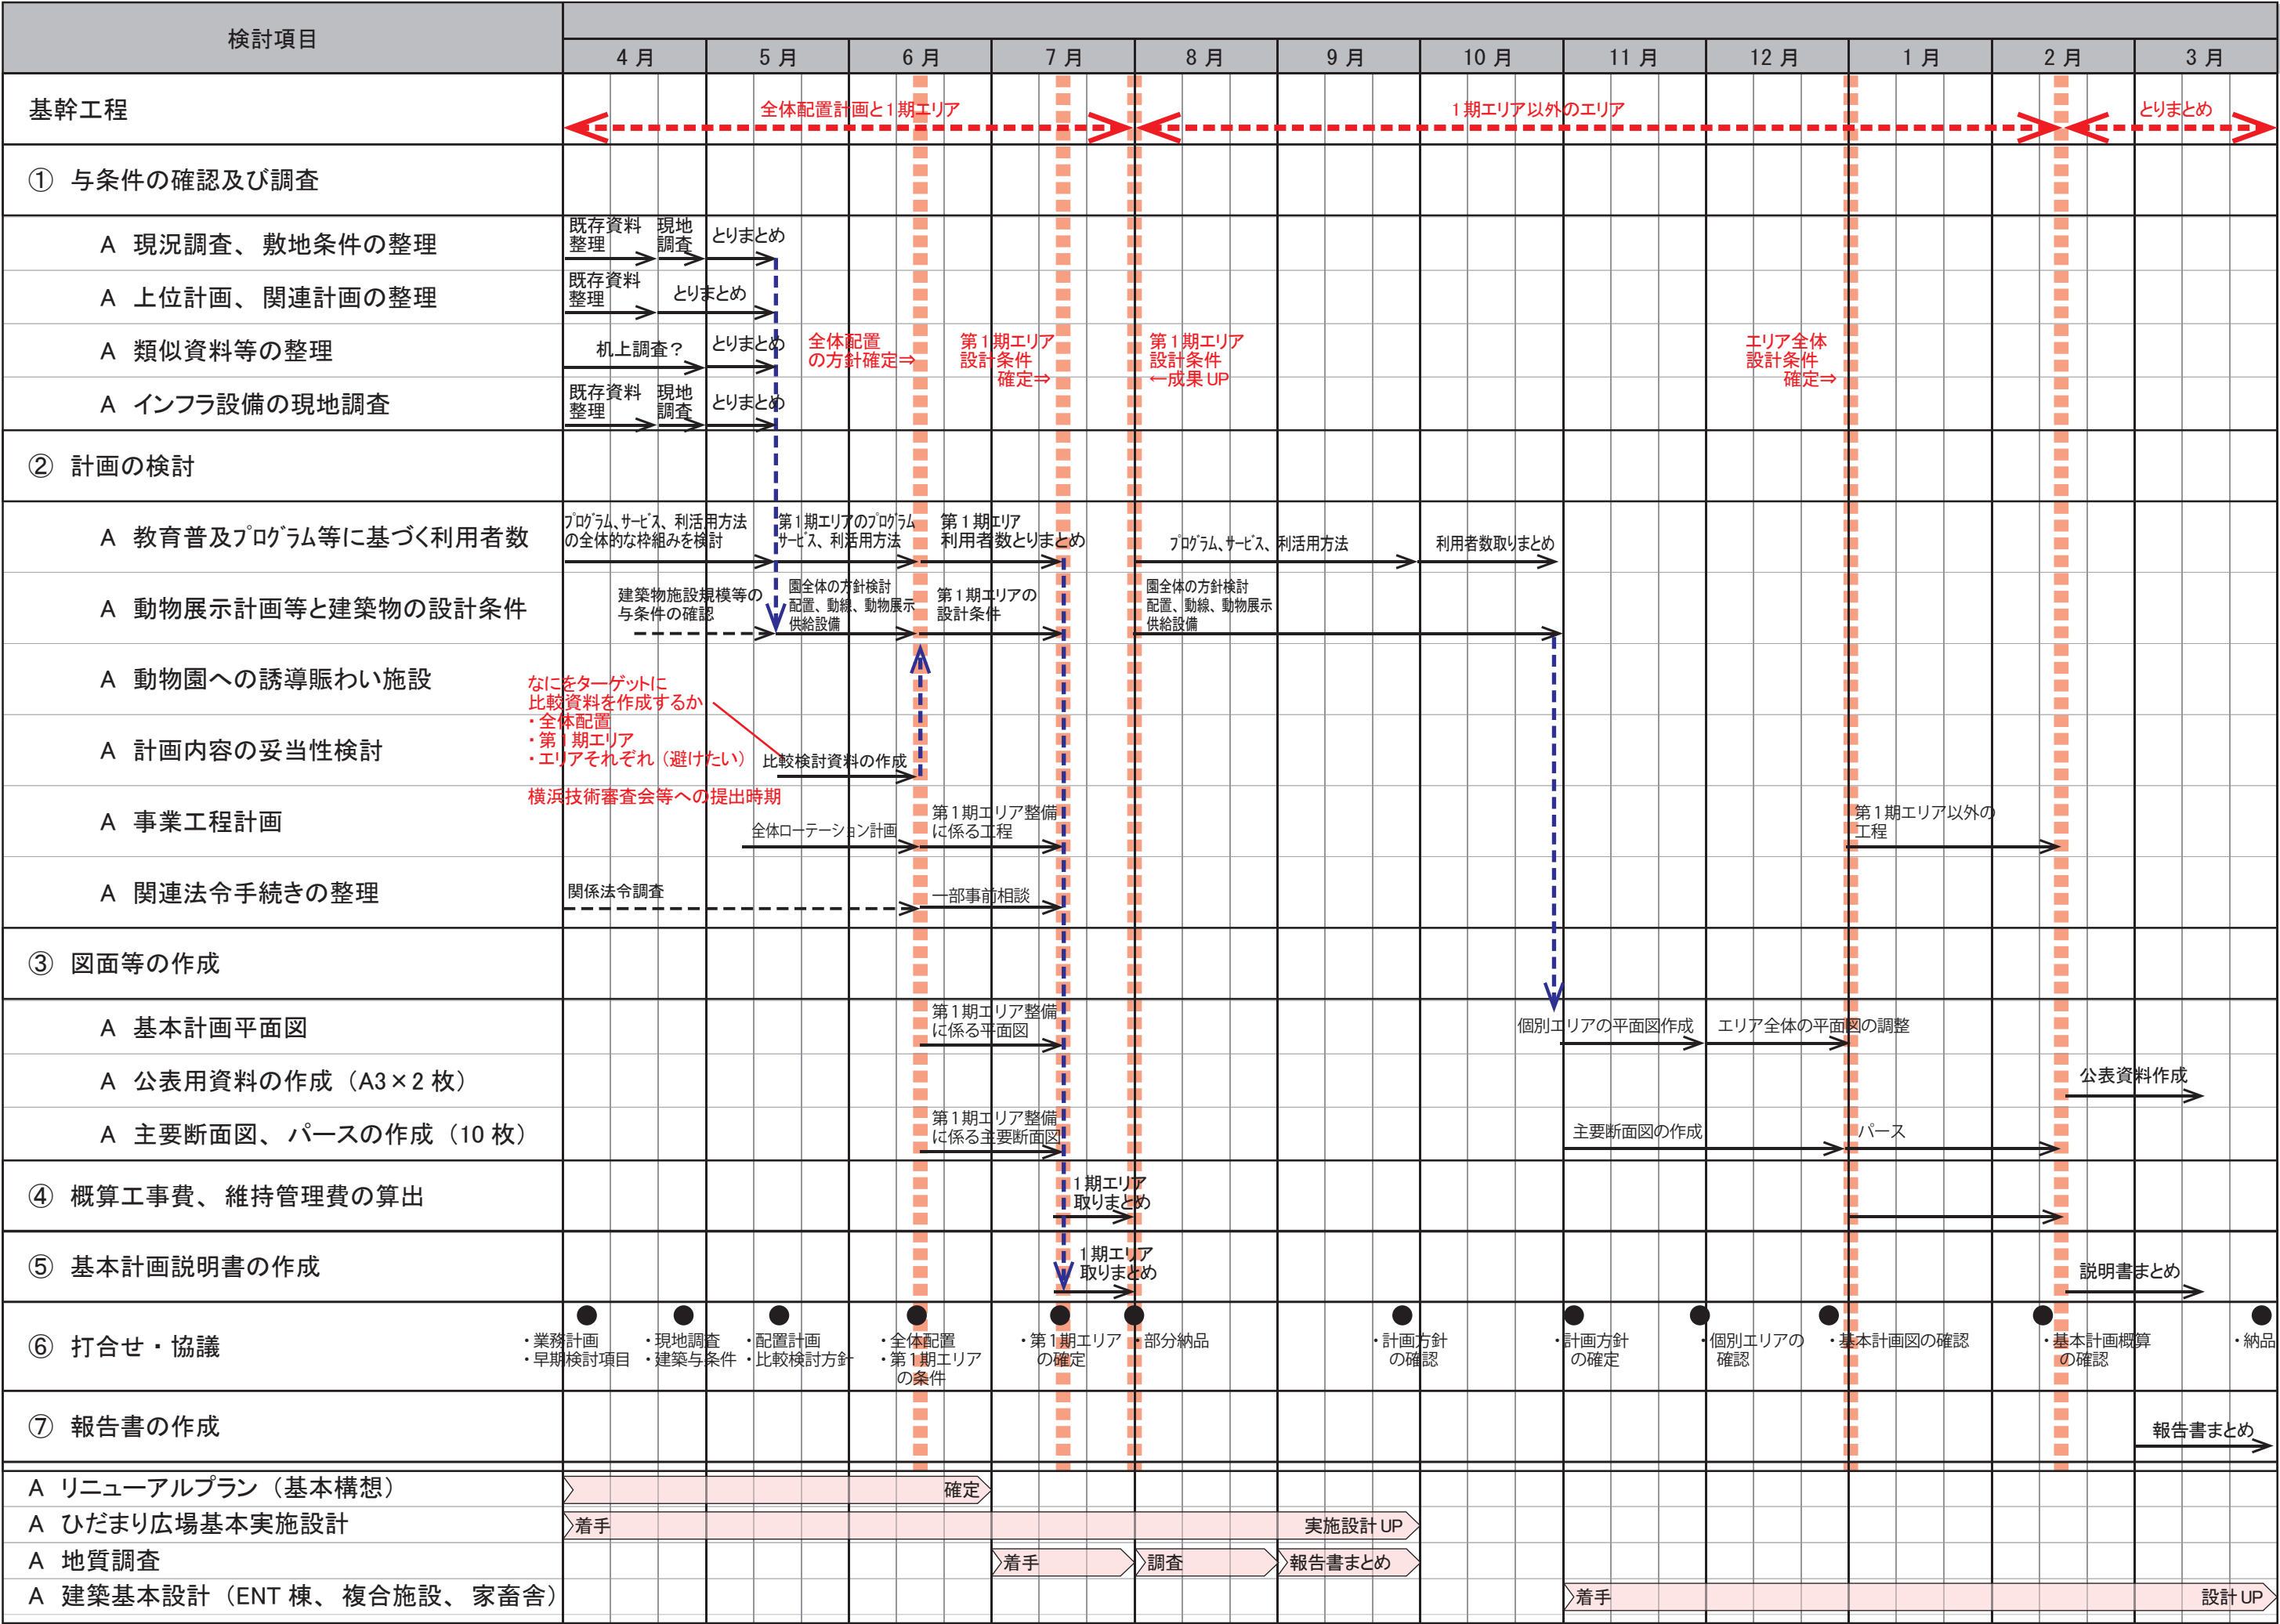 検討項目
4 月
5 月
6 月
7 月
8 月
9 月
10 月
11 月
12 月
1 月
2 月
3 月
基幹工程
全体配置計画と1期エリア
1期エリア以外のエリア
とりまとめ
① 与条件の確認及び調査
A 現況調査、敷地条件の整理
既存資料
整理
現地
調査
とりまとめ
A 上位計画、関連計画の整理
既存資料
整理
とりまとめ
A 類似資料等の整理
机上調査？
とりまとめ
全体配置
の方針確定⇒
第1期エリア
設計条件
確定⇒
第1期エリア
設計条件
←成果UP
エリア全体
設計条件
確定⇒
A インフラ設備の現地調査
既存資料
整理
現地
調査
とりまとめ
② 計画の検討
A 教育普及プログラム等に基づく利用者数
プログラム、サービス、利活用方法
の全体的な枠組みを検討
第1期エリアのプログラム
サービス、利活用方法
第1期エリア
利用者数とりまとめ
プログラム、サービス、利活用方法
利用者数取りまとめ
A 動物展示計画等と建築物の設計条件
建築物施設規模等の
与条件の確認
園全体の方針検討
配置、動線、動物展示
供給設備
第1期エリアの
設計条件
園全体の方針検討
配置、動線、動物展示
供給設備
A 動物園への誘導賑わい施設
なにをターゲットに
比較資料を作成するか
・全体配置
・第1期エリア
・エリアそれぞれ（避けたい）
A 計画内容の妥当性検討
比較検討資料の作成
横浜技術審査会等への提出時期
A 事業工程計画
全体ローテーション計画
第1期エリア整備
に係る工程
第1期エリア以外の
工程
A 関連法令手続きの整理
関係法令調査
一部事前相談
③ 図面等の作成
A 基本計画平面図
第1期エリア整備
に係る平面図
個別エリアの平面図作成
エリア全体の平面図の調整
A 公表用資料の作成（A3×2 枚）
公表資料作成
A 主要断面図、パースの作成（10 枚）
第1期エリア整備
に係る主要断面図
主要断面図の作成
パース
④ 概算工事費、維持管理費の算出
1期エリア
取りまとめ
⑤ 基本計画説明書の作成
1期エリア
取りまとめ
説明書まとめ
⑥ 打合せ・協議
・業務計画
・早期検討項目
・現地調査
・建築与条件
・配置計画
・比較検討方針
・全体配置
・第1期エリア
の条件
・第1期エリア
の確定
・部分納品
・計画方針
の確認
・計画方針
の確定
・個別エリアの
確認
・基本計画図の確認
・基本計画概算
の確認
・納品
⑦ 報告書の作成
報告書まとめ
A リニューアルプラン（基本構想）
確定
A ひだまり広場基本実施設計
着手
実施設計UP
A 地質調査
着手
調査
報告書まとめ
A 建築基本設計（ENT 棟、複合施設、家畜舎）
着手
設計UP